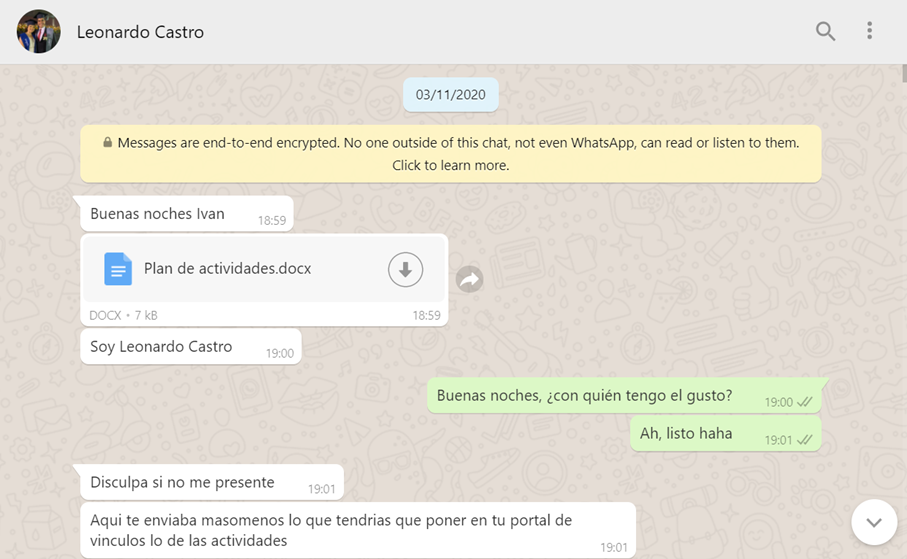 Leonardo Castro
03/11/2020
Messages are end-to-end encrypted. No one outside of this chat, not even WhatsApp, can read or listen to them.
Click to learn more.
Buenas noches Ivan
18:59
Plan de actividades.docx
DOCX • 7 kB
18:59
Soy Leonardo Castro
19:00
Buenas noches, ¿con quién tengo el gusto?
19:00
Ah, listo haha
19:01
Disculpa si no me presente
19:01
Aqui te enviaba masomenos lo que tendrias que poner en tu portal de
vinculos lo de las actividades
19:01